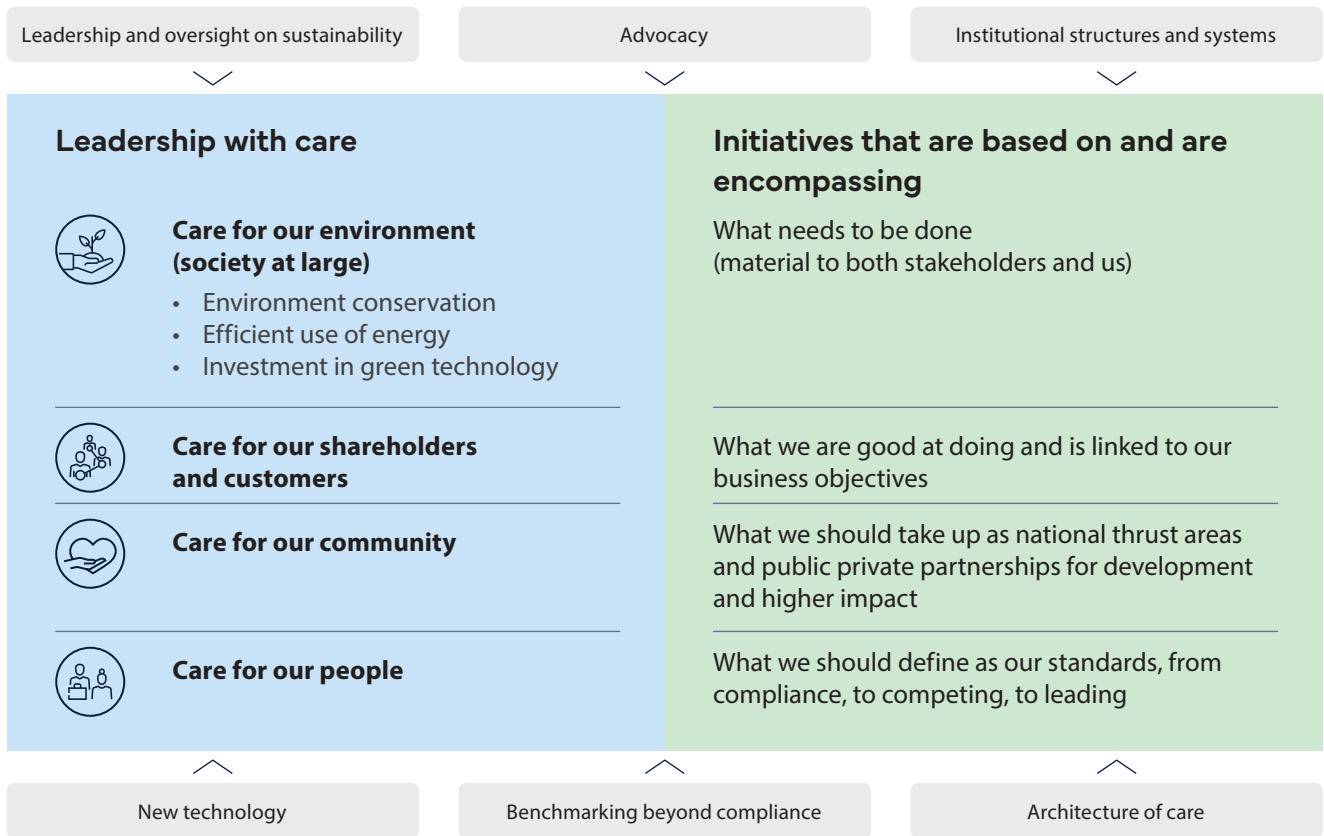 Leadership and oversight on sustainability
Advocacy
Institutional structures and systems
Leadership with care
Initiatives that are based on and are
encompassing
Care for our environment
(society at large)
• Environment conservation
• Efficient use of energy
• Investment in green technology
What needs to be done
(material to both stakeholders and us)
Care for our shareholders
and customers
What we are good at doing and is linked to our
business objectives
Care for our community
What we should take up as national thrust areas
and public private partnerships for development
and higher impact
Care for our people
What we should define as our standards, from
compliance, to competing, to leading
New technology
Benchmarking beyond compliance
Architecture of care